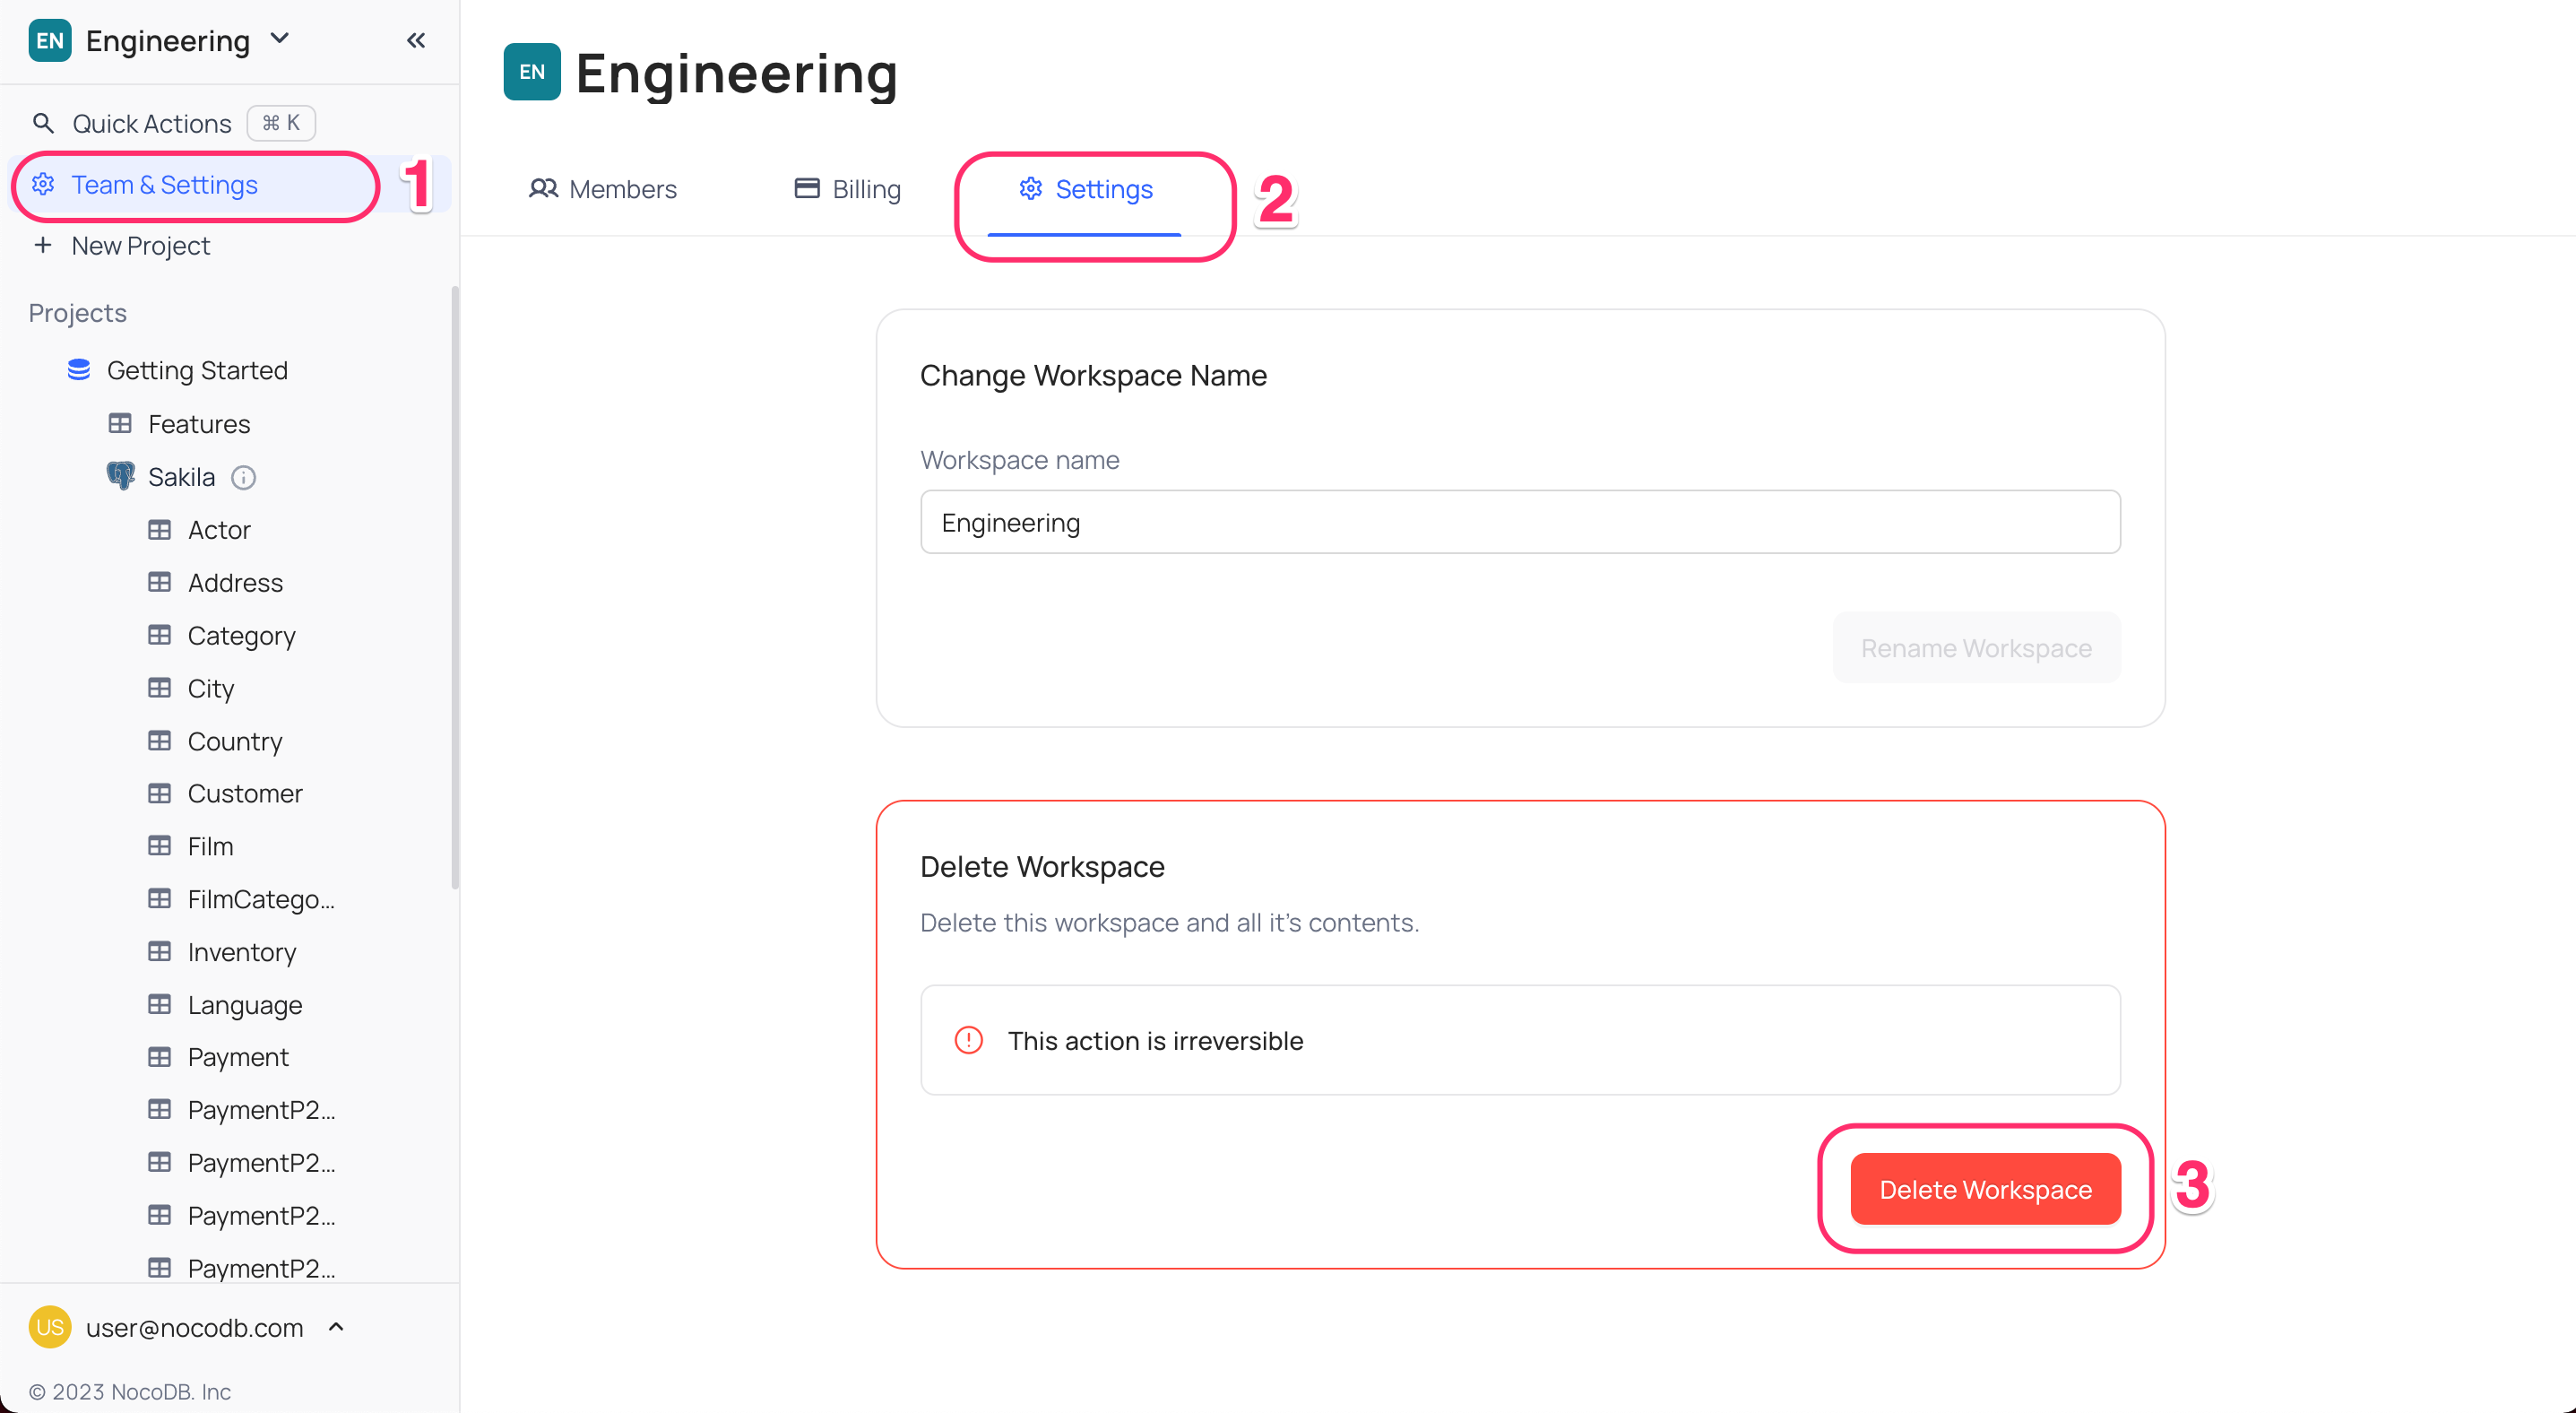 EN Engineering
Quick Actions ⌘ K
Team & Settings 1
+ New Project
Projects
Getting Started
Features
Sakila
Actor
Address
Category
City
Country
Customer
Film
FilmCatego...
Inventory
Language
Payment
PaymentP2...
PaymentP2...
PaymentP2...
PaymentP2...
US user@nocodb.com
© 2023 NocoDB. Inc
EN Engineering
Members Billing Settings 2
Change Workspace Name
Workspace name
Engineering
Rename Workspace
Delete Workspace
Delete this workspace and all it's contents.
This action is irreversible
Delete Workspace 3